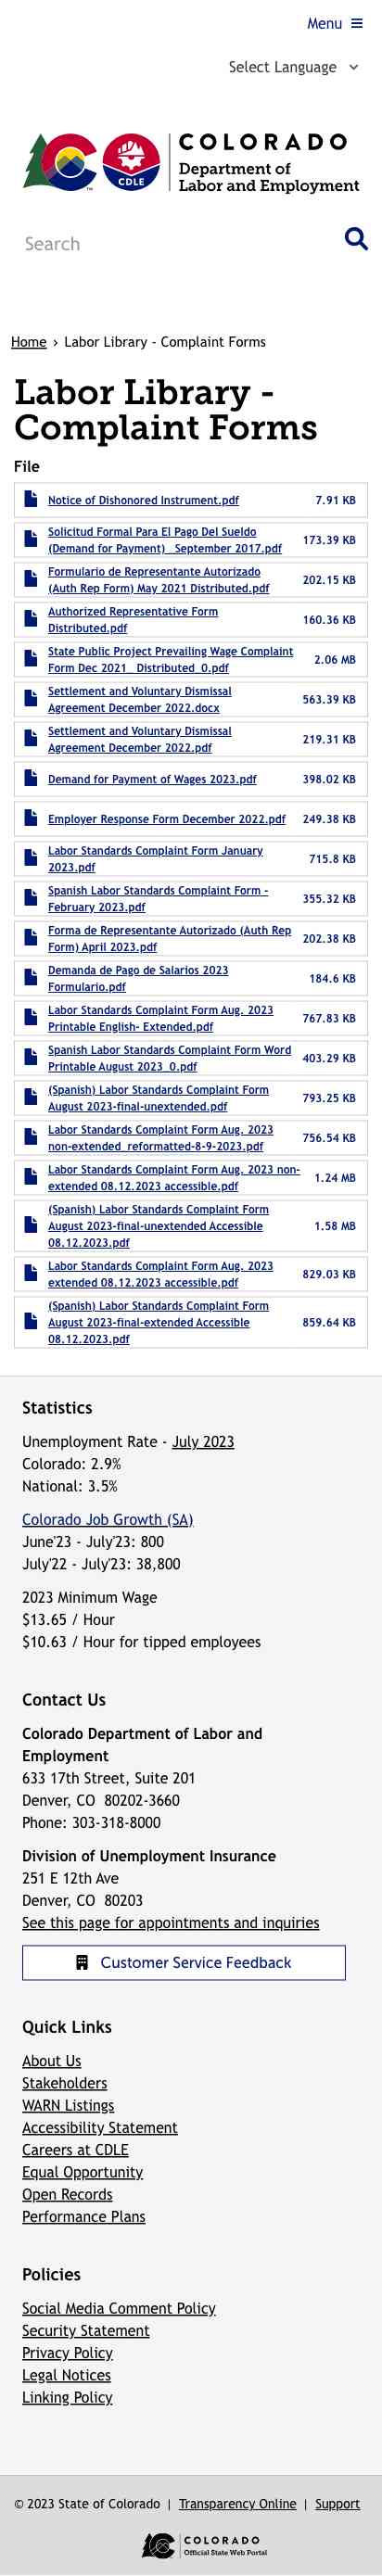 Menu
Select Language
CDLE
TM
COLORADO
Department of
Labor and Employment
Search
Home › Labor Library - Complaint Forms
Labor Library -
Complaint Forms
File
Notice of Dishonored Instrument.pdf 7.91 KB
Solicitud Formal Para El Pago Del Sueldo
(Demand for Payment)_ September 2017.pdf 173.39 KB
Formulario de Representante Autorizado
(Auth Rep Form) May 2021 Distributed.pdf 202.15 KB
Authorized Representative Form
Distributed.pdf 160.36 KB
State Public Project Prevailing Wage Complaint
Form Dec 2021_ Distributed_0.pdf 2.06 MB
Settlement and Voluntary Dismissal
Agreement December 2022.docx 563.39 KB
Settlement and Voluntary Dismissal
Agreement December 2022.pdf 219.31 KB
Demand for Payment of Wages 2023.pdf 398.02 KB
Employer Response Form December 2022.pdf 249.38 KB
Labor Standards Complaint Form January
2023.pdf 715.8 KB
Spanish Labor Standards Complaint Form -
February 2023.pdf 355.32 KB
Forma de Representante Autorizado (Auth Rep
Form) April 2023.pdf 202.38 KB
Demanda de Pago de Salarios 2023
Formulario.pdf 184.6 KB
Labor Standards Complaint Form Aug. 2023
Printable English- Extended.pdf 767.83 KB
Spanish Labor Standards Complaint Form Word
Printable August 2023_0.pdf 403.29 KB
(Spanish) Labor Standards Complaint Form
August 2023-final-unextended.pdf 793.25 KB
Labor Standards Complaint Form Aug. 2023
non-extended_reformatted-8-9-2023.pdf 756.54 KB
Labor Standards Complaint Form Aug. 2023 non-
extended 08.12.2023 accessible.pdf 1.24 MB
(Spanish) Labor Standards Complaint Form
August 2023-final-unextended Accessible
08.12.2023.pdf 1.58 MB
Labor Standards Complaint Form Aug. 2023
extended 08.12.2023 accessible.pdf 829.03 KB
(Spanish) Labor Standards Complaint Form
August 2023-final-extended Accessible
08.12.2023.pdf 859.64 KB
Statistics
Unemployment Rate - July 2023
Colorado: 2.9%
National: 3.5%
Colorado Job Growth (SA)
June'23 - July'23: 800
July'22 - July'23: 38,800
2023 Minimum Wage
$13.65 / Hour
$10.63 / Hour for tipped employees
Contact Us
Colorado Department of Labor and
Employment
633 17th Street, Suite 201
Denver, CO 80202-3660
Phone: 303-318-8000
Division of Unemployment Insurance
251 E 12th Ave
Denver, CO 80203
See this page for appointments and inquiries
Customer Service Feedback
Quick Links
About Us
Stakeholders
WARN Listings
Accessibility Statement
Careers at CDLE
Equal Opportunity
Open Records
Performance Plans
Policies
Social Media Comment Policy
Security Statement
Privacy Policy
Legal Notices
Linking Policy
© 2023 State of Colorado | Transparency Online | Support
COLORADO
Official State Web Portal